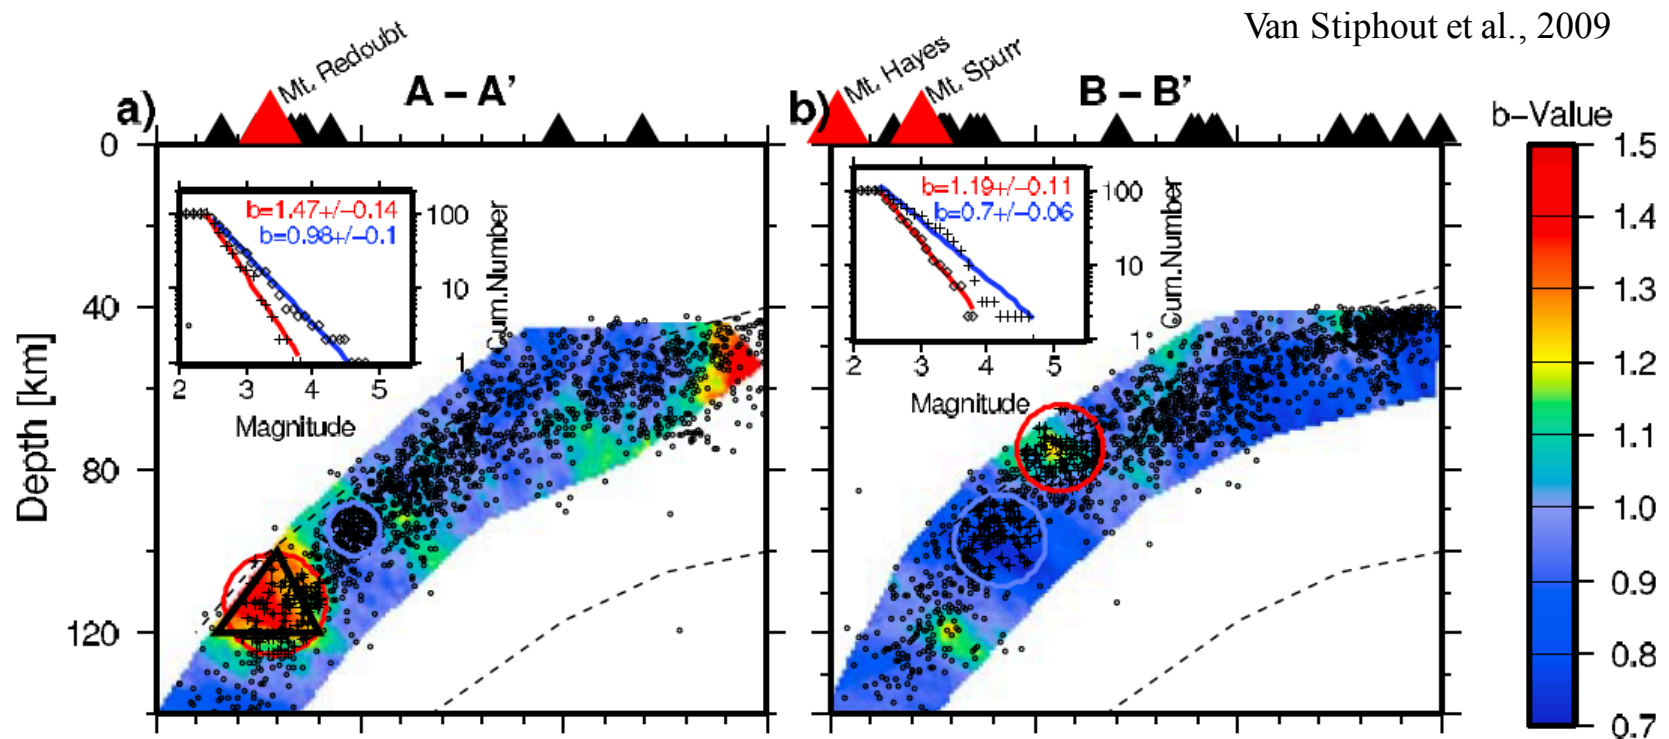 Van Stiphout et al., 2009
a)
Mt. Redoubt
A – A’
b)
Mt. Hayes
Mt. Spurr
B – B’
b–Value
Depth [km]
0
40
80
120
b=1.47+/−0.14
b=0.98+/−0.1
100
10
1
Cum.Number
2 3 4 5
Magnitude
b=1.19+/−0.11
b=0.7+/−0.06
100
10
1
Cum.Number
2 3 4 5
Magnitude
1.5
1.4
1.3
1.2
1.1
1.0
0.9
0.8
0.7